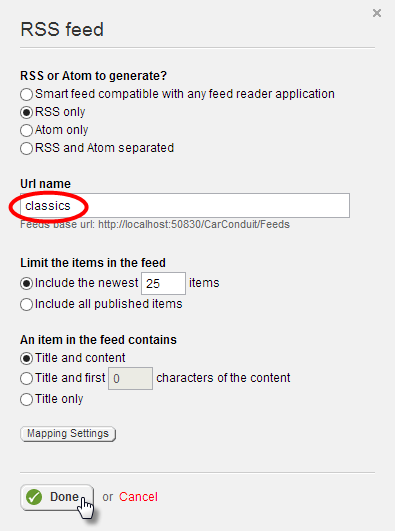 RSS feed
RSS or Atom to generate?
Smart feed compatible with any feed reader application
RSS only
Atom only
RSS and Atom separated
Url name
classics
Feeds base url: http://localhost:50830/CarConduit/Feeds
Limit the items in the feed
Include the newest 25 items
Include all published items
An item in the feed contains
Title and content
Title and first 0 characters of the content
Title only
Mapping Settings
Done or Cancel